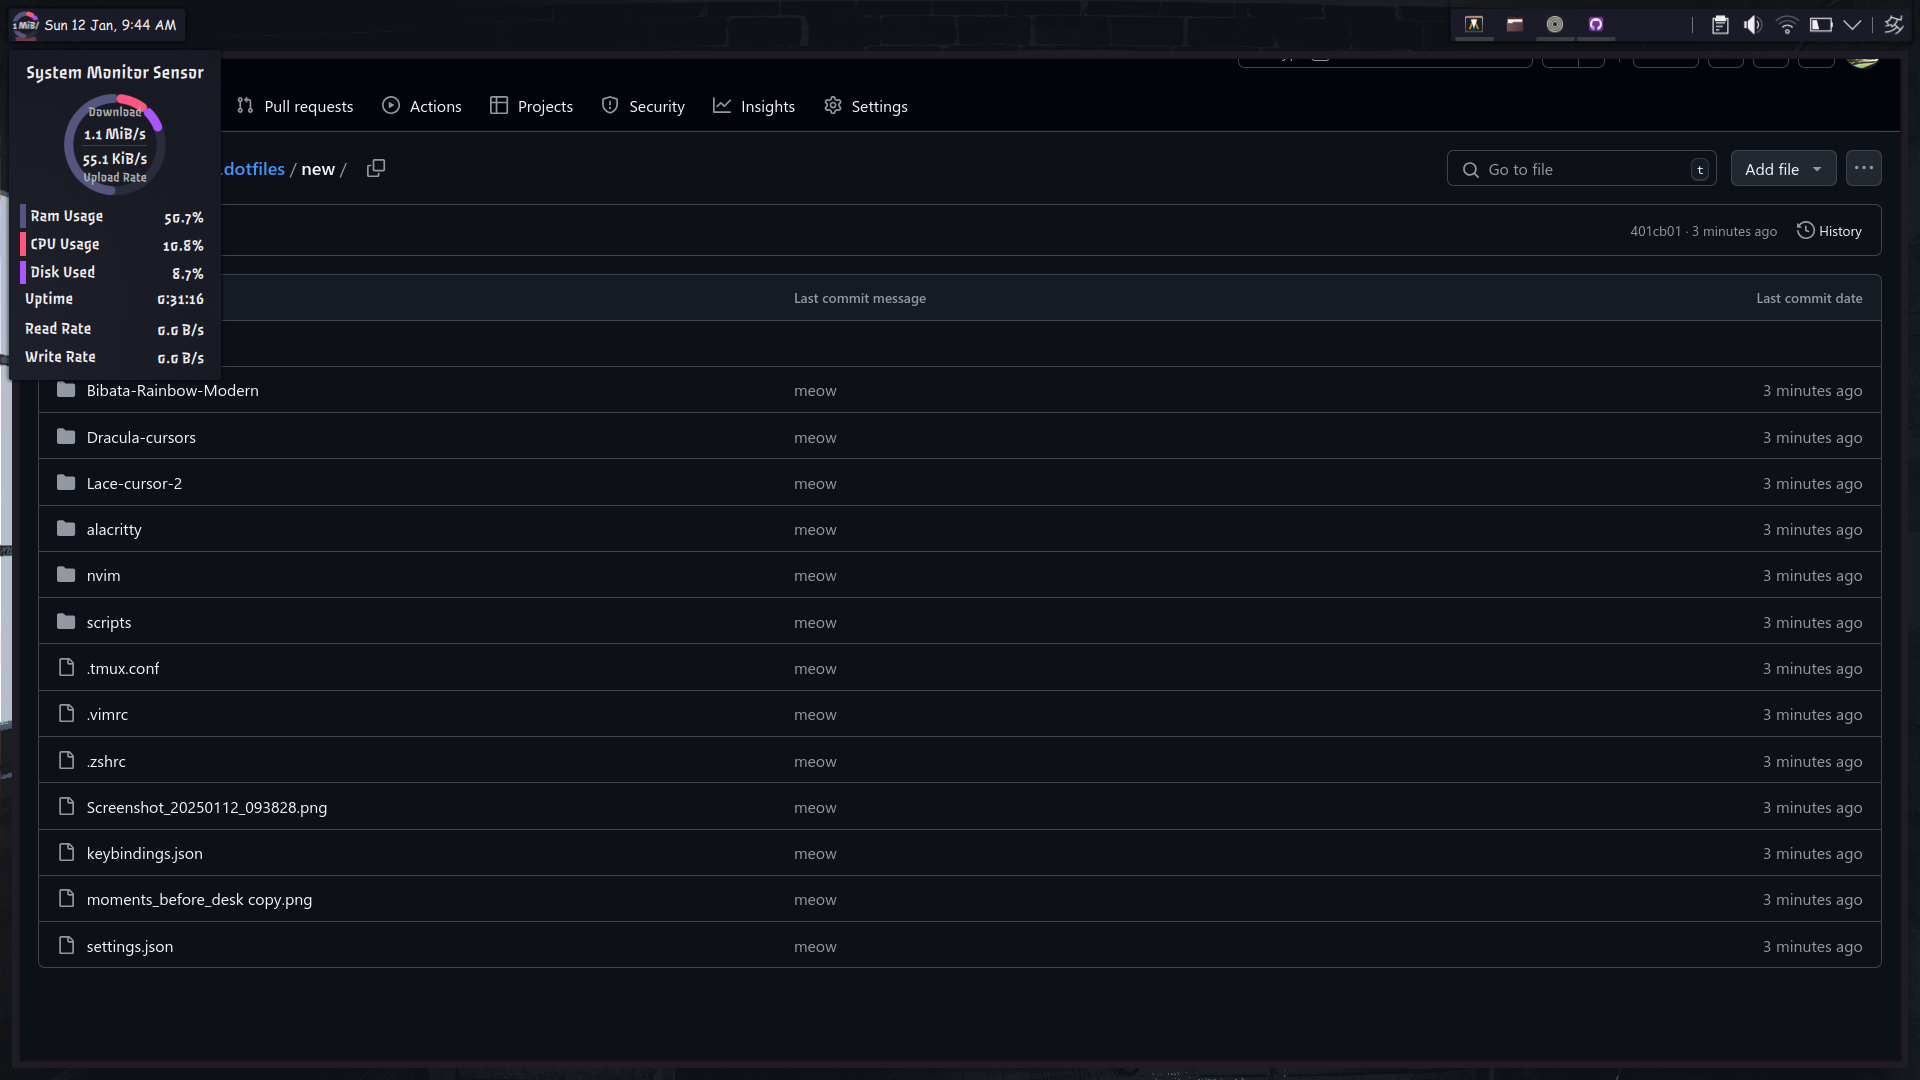 1 MiB/
Sun 12 Jan, 9:44 AM
System Monitor Sensor
Download
1.1 MiB/s
55.1 KiB/s
Upload Rate
Ram Usage 50.7%
CPU Usage 10.8%
Disk Used 8.7%
Uptime 0:31:16
Read Rate 0.0 B/s
Write Rate 0.0 B/s
Pull requests Actions Projects Security Insights Settings
.dotfiles / new /
Go to file t
Add file
401cb01 · 3 minutes ago History
Last commit message Last commit date
Bibata-Rainbow-Modern meow 3 minutes ago
Dracula-cursors meow 3 minutes ago
Lace-cursor-2 meow 3 minutes ago
alacritty meow 3 minutes ago
nvim meow 3 minutes ago
scripts meow 3 minutes ago
.tmux.conf meow 3 minutes ago
.vimrc meow 3 minutes ago
.zshrc meow 3 minutes ago
Screenshot_20250112_093828.png meow 3 minutes ago
keybindings.json meow 3 minutes ago
moments_before_desk copy.png meow 3 minutes ago
settings.json meow 3 minutes ago